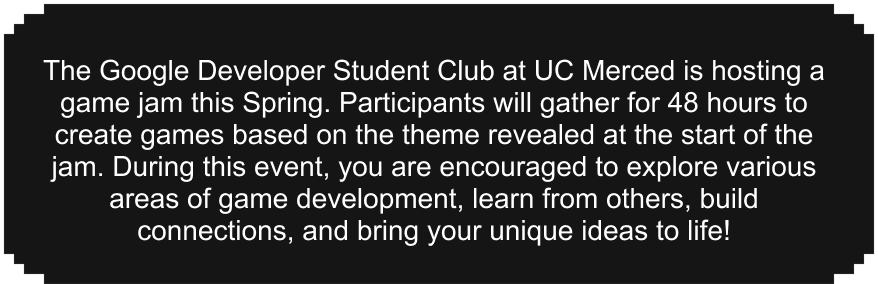 The Google Developer Student Club at UC Merced is hosting a
game jam this Spring. Participants will gather for 48 hours to
create games based on the theme revealed at the start of the
jam. During this event, you are encouraged to explore various
areas of game development, learn from others, build
connections, and bring your unique ideas to life!